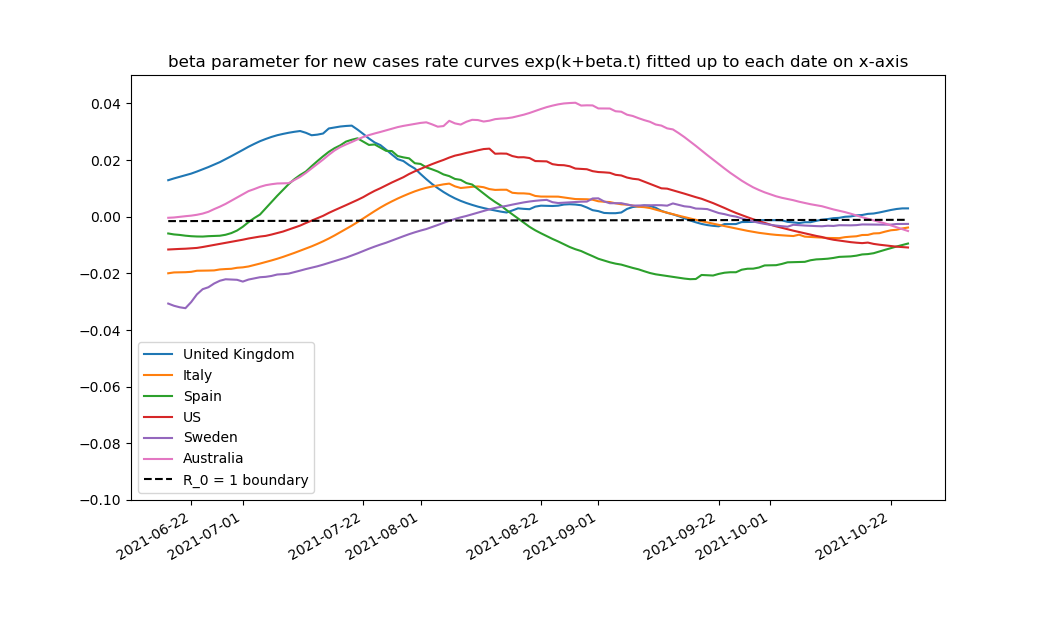 beta parameter for new cases rate curves exp(k+beta.t) fitted up to each date on x-axis
0.04
0.02
0.00
−0.02
−0.04
−0.06
−0.08
−0.10
United Kingdom
Italy
Spain
US
Sweden
Australia
R_0 = 1 boundary
2021-06-22
2021-07-01
2021-07-22
2021-08-01
2021-08-22
2021-09-01
2021-09-22
2021-10-01
2021-10-22